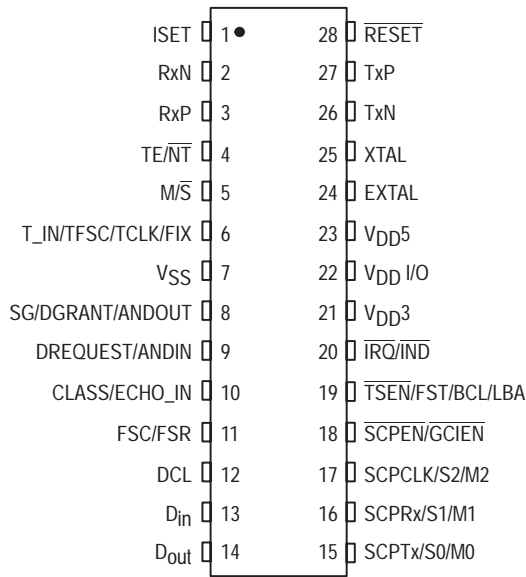 ISET 1 28 RESET
RxN 2 27 TxP
RxP 3 26 TxN
TE/NT 4 25 XTAL
M/S 5 24 EXTAL
T_IN/TFSC/TCLK/FIX 6 23 VDD5
VSS 7 22 VDD I/O
SG/DGRANT/ANDOUT 8 21 VDD3
DREQUEST/ANDIN 9 20 IRQ/IND
CLASS/ECHO_IN 10 19 TSEN/FST/BCL/LBA
FSC/FSR 11 18 SCPEN/GCIEN
DCL 12 17 SCPCLK/S2/M2
Din 13 16 SCPRx/S1/M1
Dout 14 15 SCPTx/S0/M0